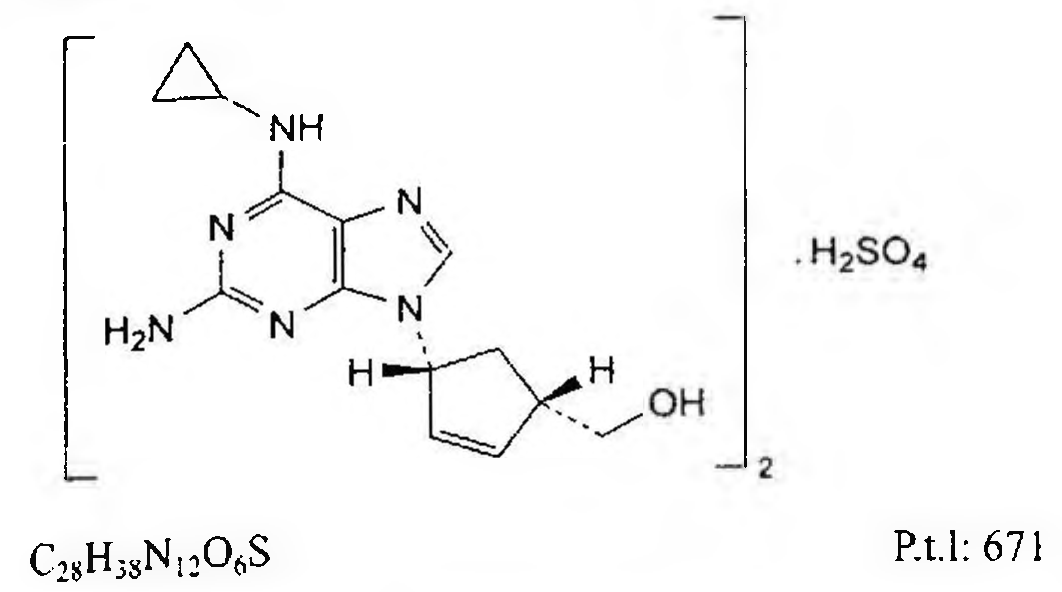 NH
N
N
N
N
H₂N
H
H
OH
2
.H₂SO₄
C₂₈H₃₈N₁₂O₆S
P.t.l: 671